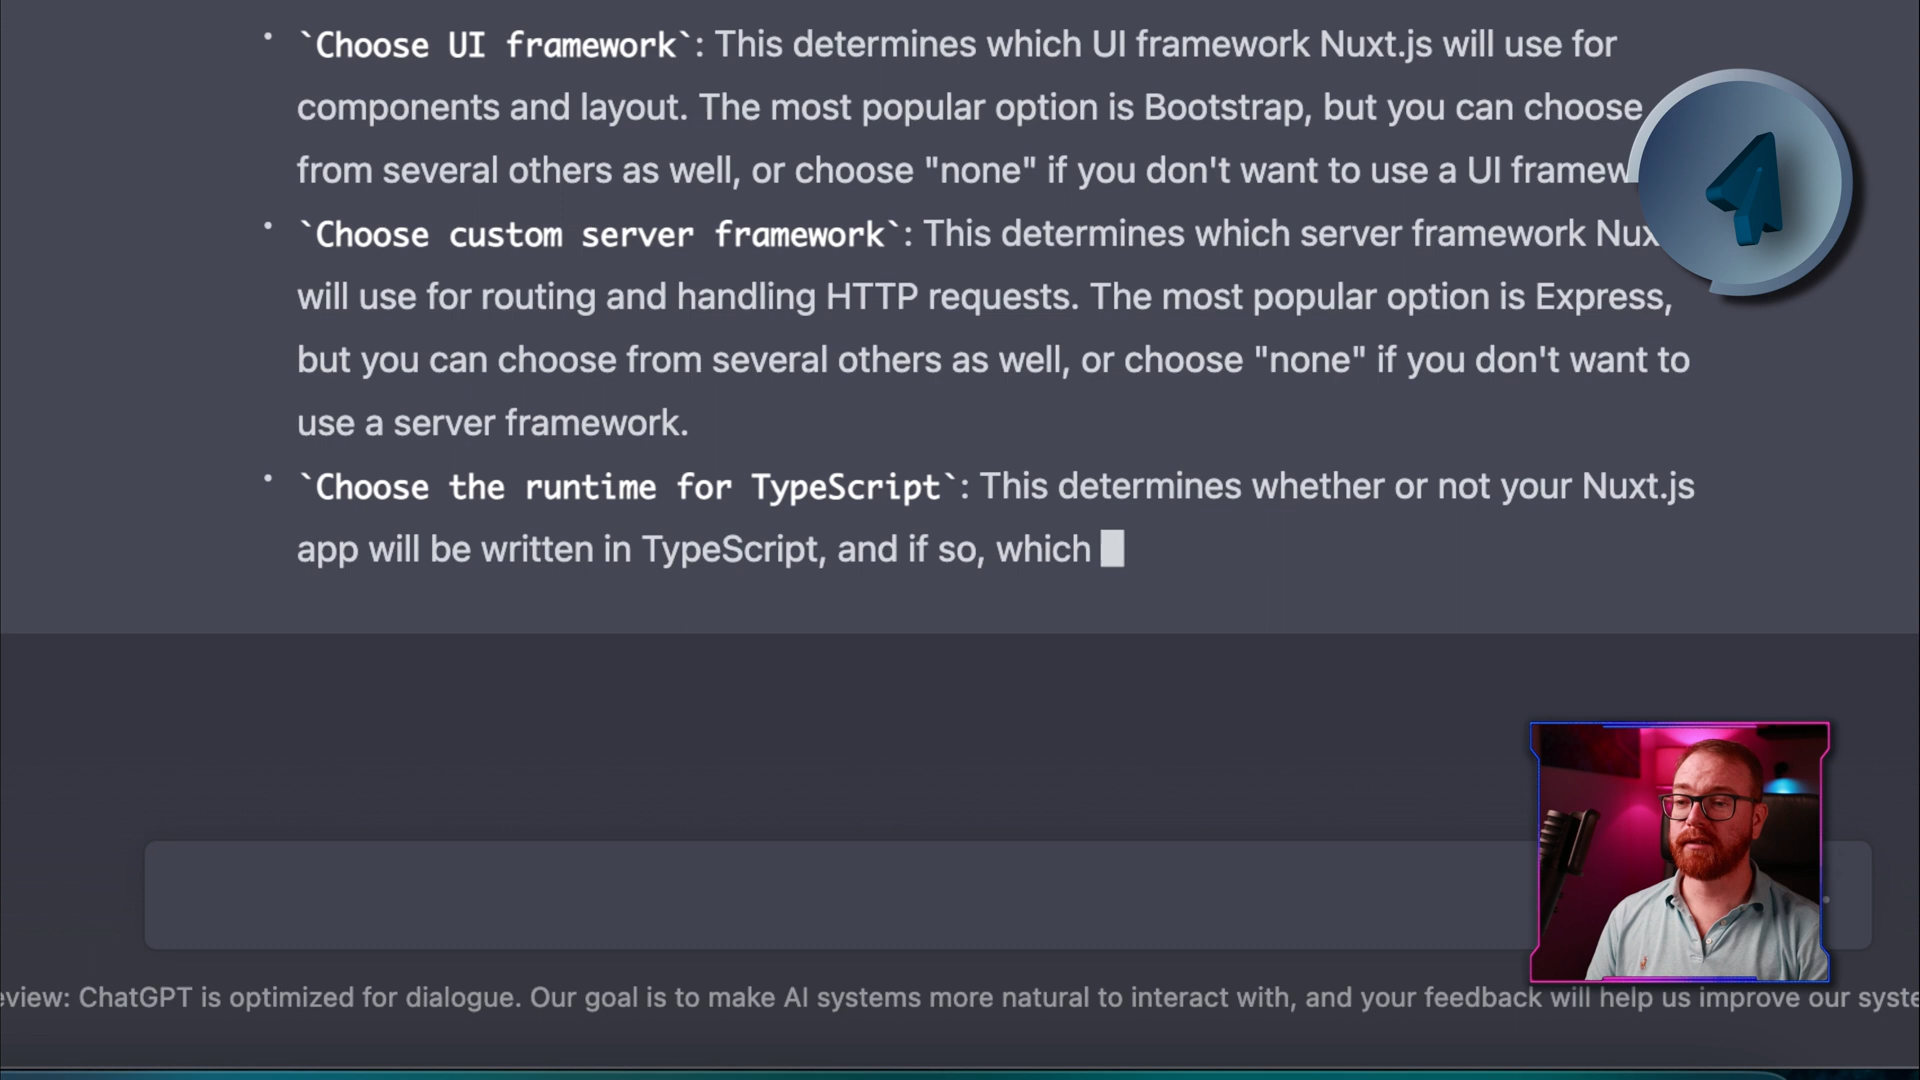 • `Choose UI framework`: This determines which UI framework Nuxt.js will use for
components and layout. The most popular option is Bootstrap, but you can choose
from several others as well, or choose "none" if you don't want to use a UI framew
• `Choose custom server framework`: This determines which server framework Nux
will use for routing and handling HTTP requests. The most popular option is Express,
but you can choose from several others as well, or choose "none" if you don't want to
use a server framework.
• `Choose the runtime for TypeScript`: This determines whether or not your Nuxt.js
app will be written in TypeScript, and if so, which
eview: ChatGPT is optimized for dialogue. Our goal is to make AI systems more natural to interact with, and your feedback will help us improve our syste